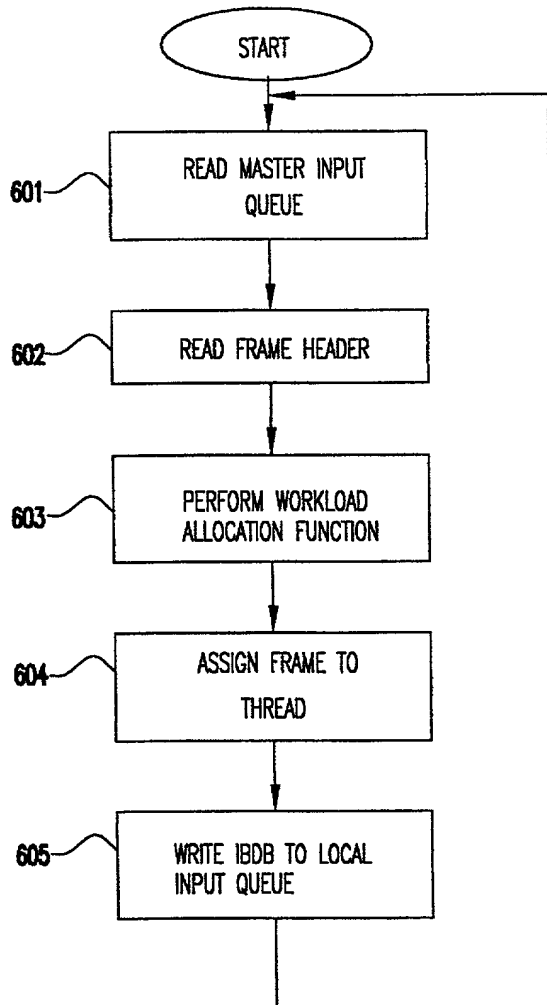 START
601
READ MASTER INPUT
QUEUE
602
READ FRAME HEADER
603
PERFORM WORKLOAD
ALLOCATION FUNCTION
604
ASSIGN FRAME TO
THREAD
605
WRITE IBDB TO LOCAL
INPUT QUEUE